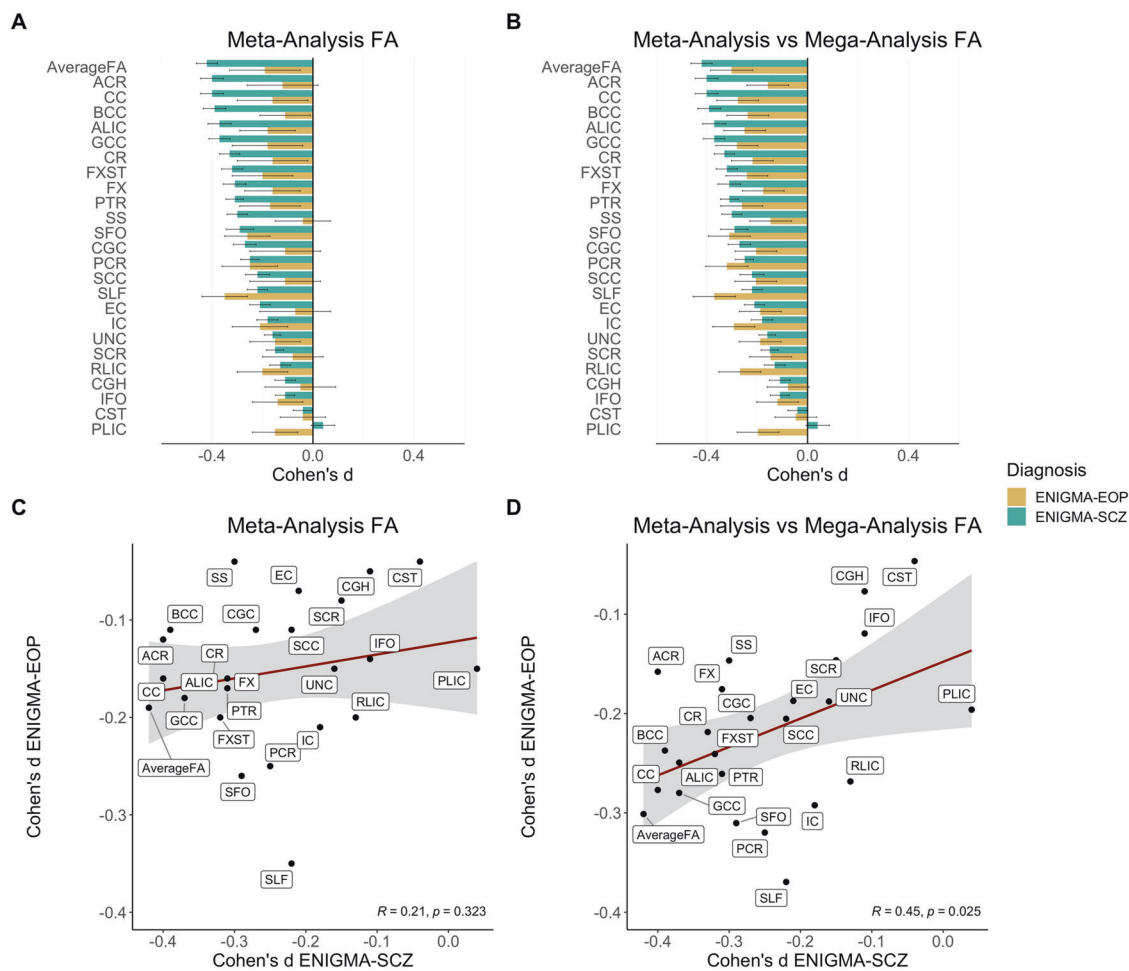 A
Meta-Analysis FA
AverageFA
ACR
CC
BCC
ALIC
GCC
CR
FXST
FX
PTR
SS
SFO
CGC
PCR
SCC
SLF
EC
IC
UNC
SCR
RLIC
CGH
IFO
CST
PLIC
-0.4 0.0 0.4
Cohen's d
B
Meta-Analysis vs Mega-Analysis FA
AverageFA
ACR
CC
BCC
ALIC
GCC
CR
FXST
FX
PTR
SS
SFO
CGC
PCR
SCC
SLF
EC
IC
UNC
SCR
RLIC
CGH
IFO
CST
PLIC
-0.4 0.0 0.4
Cohen's d
Diagnosis
ENIGMA-EOP
ENIGMA-SCZ
C
Meta-Analysis FA
Cohen's d ENIGMA-EOP
-0.1
-0.2
-0.3
-0.4
SS
EC
CGH
CST
BCC
CGC
SCR
ACR
CR
SCC
IFO
CC
ALIC
FX
UNC
PLIC
GCC
PTR
RLIC
FXST
IC
AverageFA
PCR
SFO
SLF
R = 0.21, p = 0.323
-0.4 -0.3 -0.2 -0.1 0.0
Cohen's d ENIGMA-SCZ
D
Meta-Analysis vs Mega-Analysis FA
Cohen's d ENIGMA-EOP
-0.1
-0.2
-0.3
-0.4
CGH
CST
IFO
ACR
SS
FX
SCR
EC
PLIC
CGC
UNC
CR
BCC
FXST
SCC
CC
ALIC
PTR
RLIC
GCC
SFO
IC
AverageFA
PCR
SLF
R = 0.45, p = 0.025
-0.4 -0.3 -0.2 -0.1 0.0
Cohen's d ENIGMA-SCZ